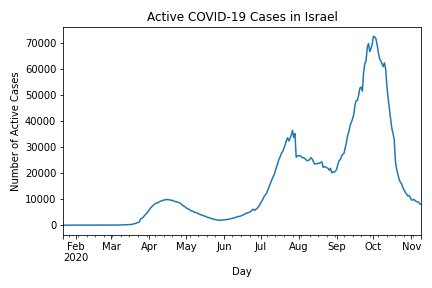 Active COVID-19 Cases in Israel
Number of Active Cases
70000
60000
50000
40000
30000
20000
10000
0
Feb Mar Apr May Jun Jul Aug Sep Oct Nov
2020
Day